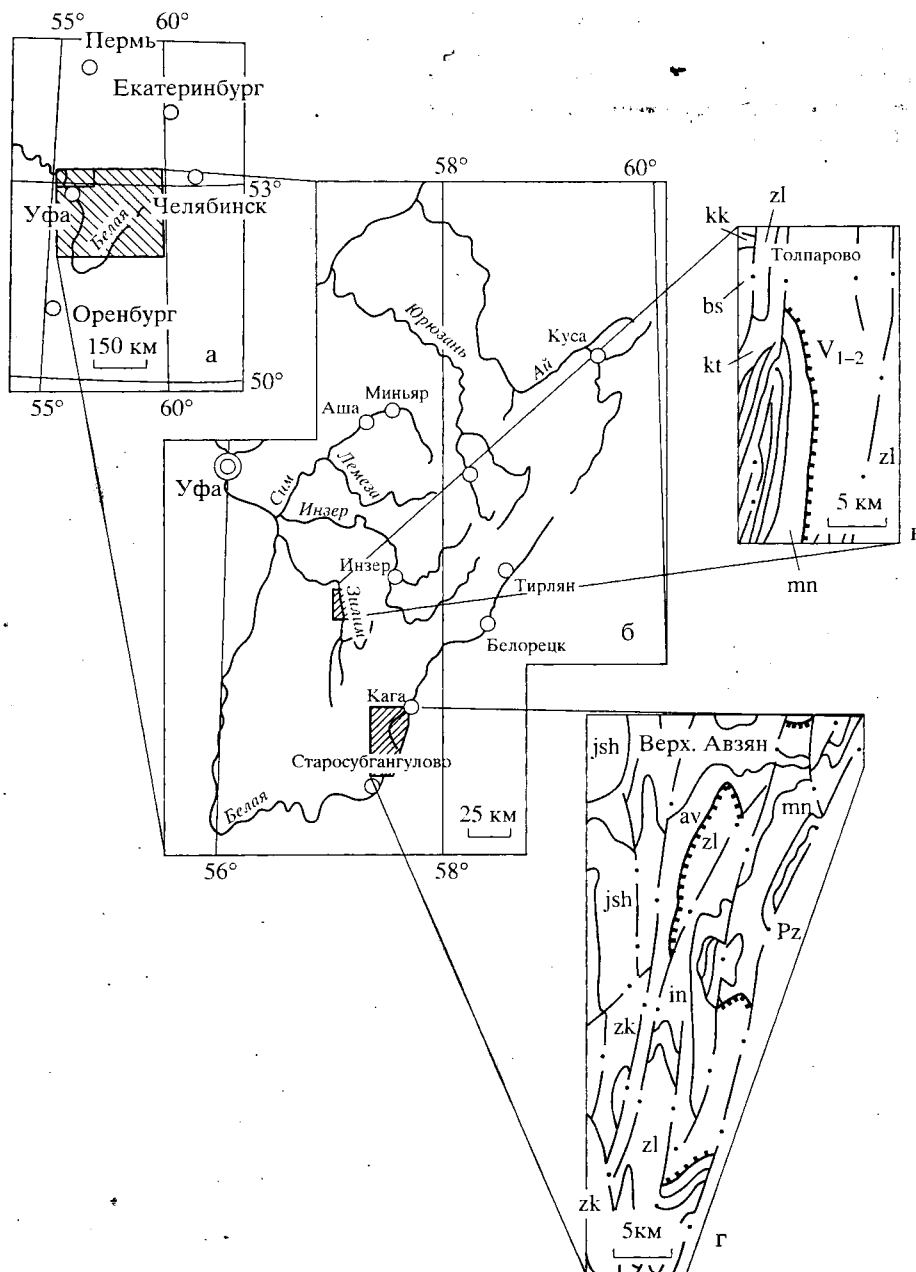 55°
60°
Пермь
Екатеринбург
53°
Уфа
Белая
Челябинск
Оренбург
150 км
а
50°
55°
60°
58°
60°
Юрюзань
Куса
Ай
Миньяр
Аша
Уфа
Сим
Лемеза
Инзер
Инзер
Тирлян
Зилим
Белорецк
б
Кага
Старосубгангулово
Белая
25 км
56°
58°
zl
kk
Толпарово
bs
kt
V1–2
zl
5 км
mn
jsh
Верх. Авзян
av
mn
zl
jsh
Pz
in
zk
zl
zk
5км
г